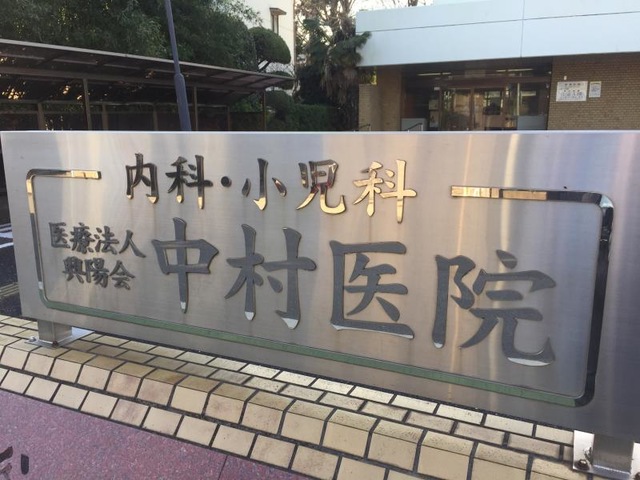 内科・小児科
医療法人
興陽会
中村医院